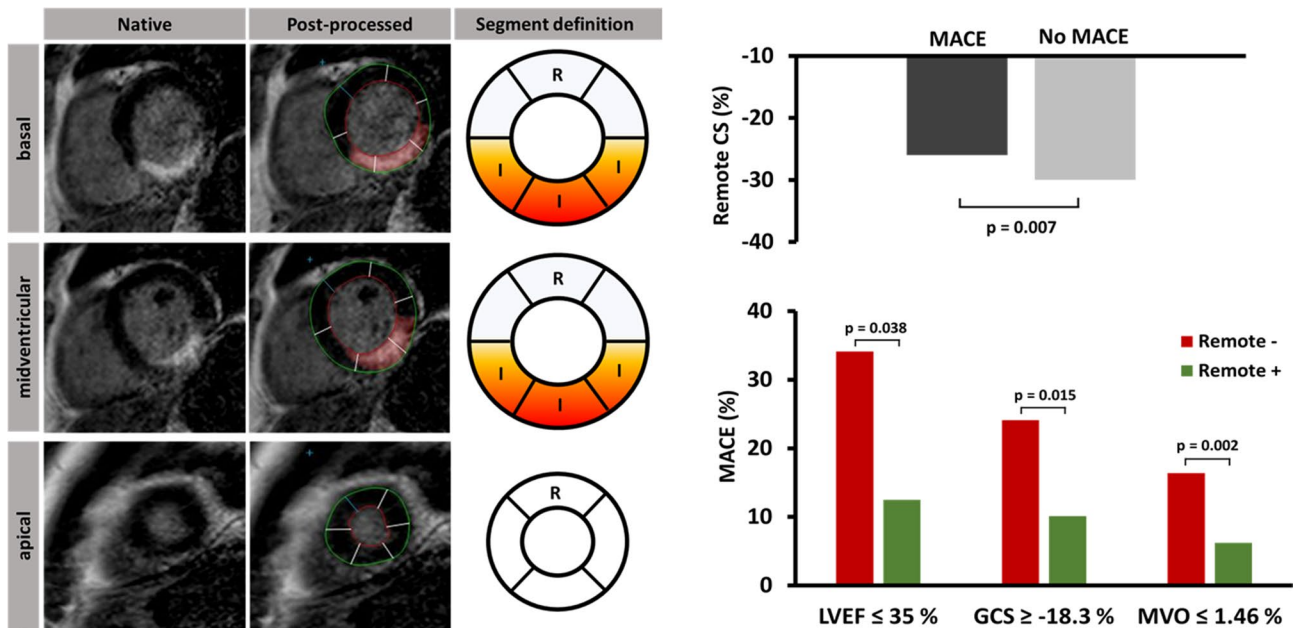 Native
Post-processed
Segment definition
basal
R
I
I
I
midventricular
R
I
I
I
apical
R
MACE
No MACE
Remote CS (%)
-10
-20
-30
-40
p = 0.007
MACE (%)
40
30
20
10
0
p = 0.038
p = 0.015
p = 0.002
Remote -
Remote +
LVEF ≤ 35 %
GCS ≥ -18.3 %
MVO ≤ 1.46 %